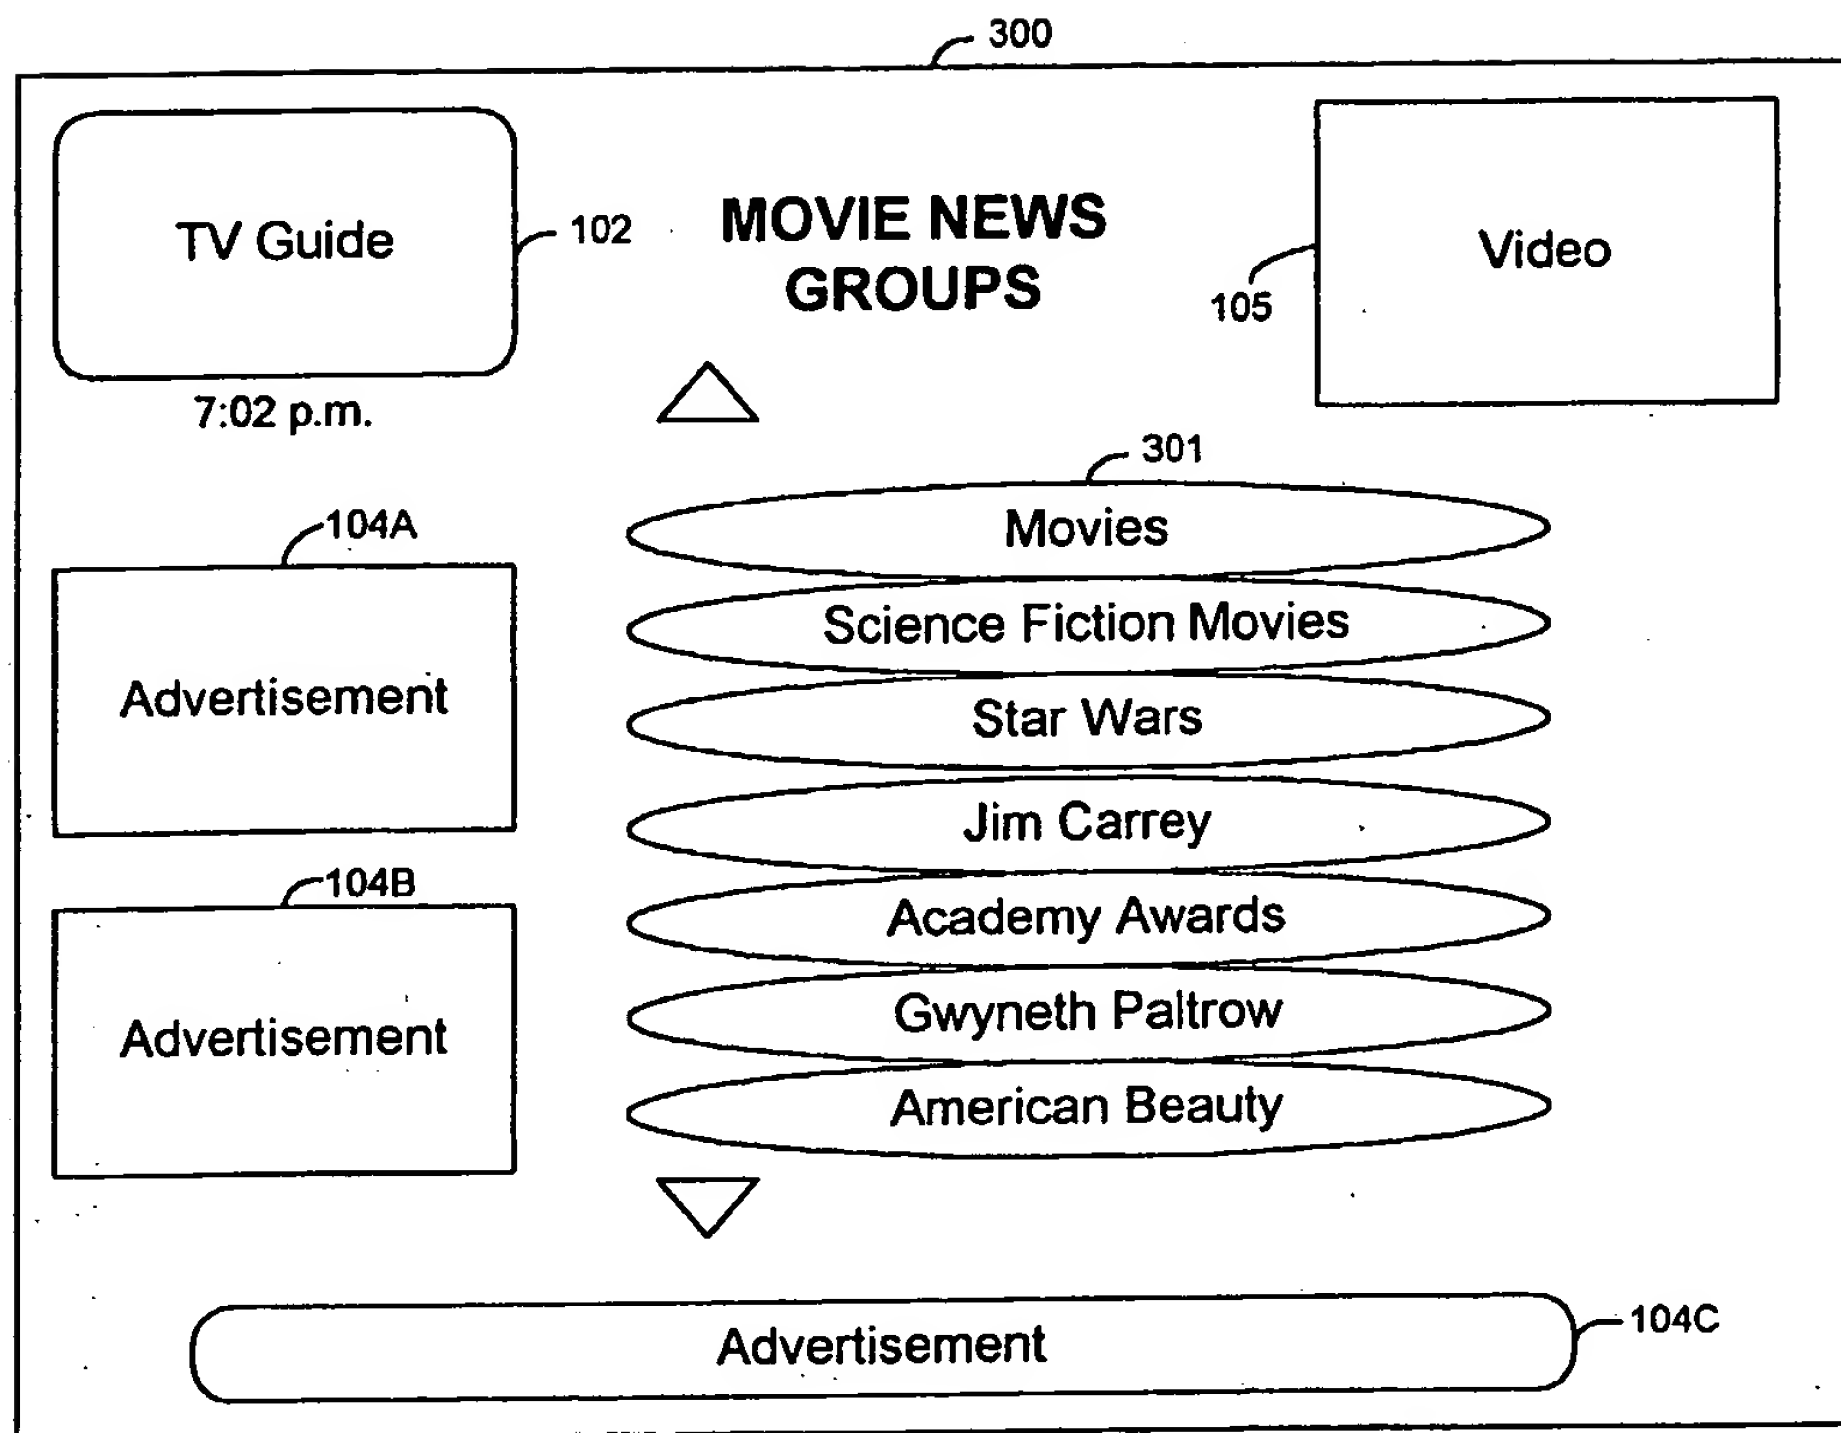 300
TV Guide
102
MOVIE NEWS
GROUPS
Video
105
7:02 p.m.
301
Movies
104A
Science Fiction Movies
Advertisement
Star Wars
Jim Carrey
104B
Academy Awards
Gwyneth Paltrow
Advertisement
American Beauty
Advertisement
104C